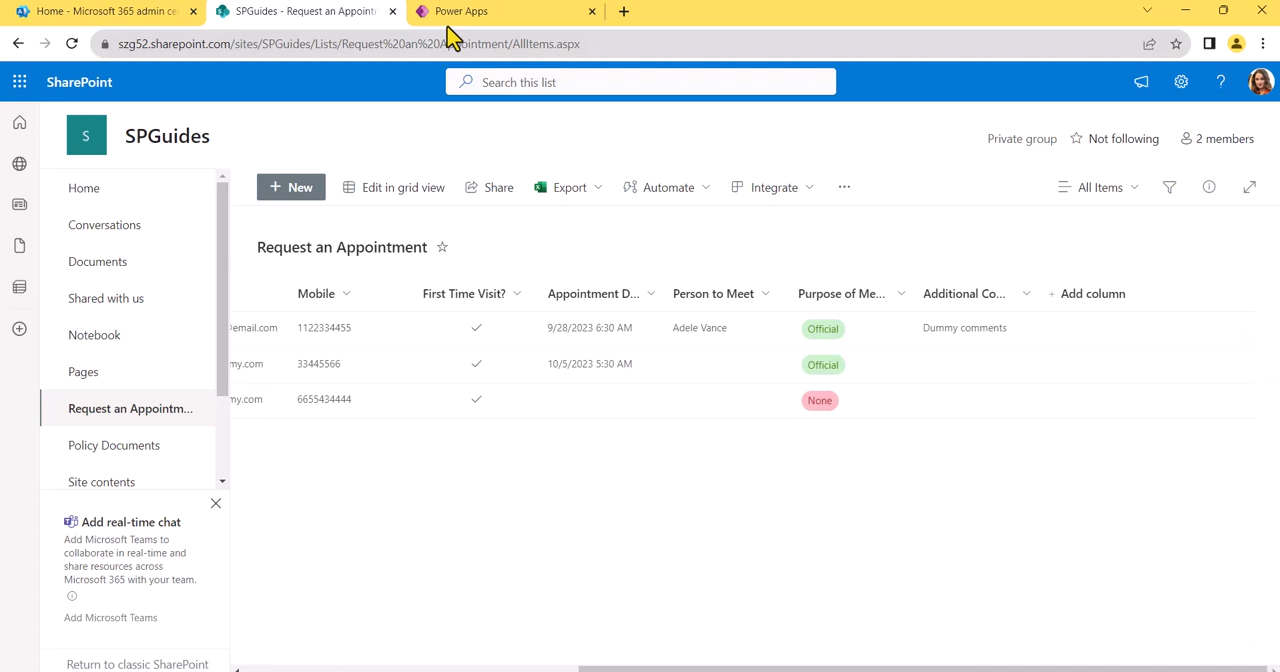 Home - Microsoft 365 admin ce
SPGuides - Request an Appointm
Power Apps
szg52.sharepoint.com/sites/SPGuides/Lists/Request%20an%20Appointment/AllItems.aspx
SharePoint
Search this list
S
SPGuides
Private group
Not following
2 members
Home
Conversations
Documents
Shared with us
Notebook
Pages
Request an Appointm...
Policy Documents
Site contents
New
Edit in grid view
Share
Export
Automate
Integrate
All Items
Request an Appointment
Mobile
First Time Visit?
Appointment D...
Person to Meet
Purpose of Me...
Additional Co...
Add column
@email.com
1122334455
9/28/2023 6:30 AM
Adele Vance
Official
Dummy comments
my.com
33445566
10/5/2023 5:30 AM
Official
my.com
6655434444
None
Add real-time chat
Add Microsoft Teams to
collaborate in real-time and
share resources across
Microsoft 365 with your team.
Add Microsoft Teams
Return to classic SharePoint